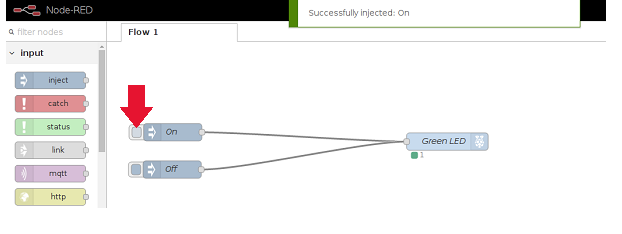 Node-RED
Successfully injected: On
filter nodes
Flow 1
input
inject
catch
status
link
mqtt
http
On
Off
Green LED
1